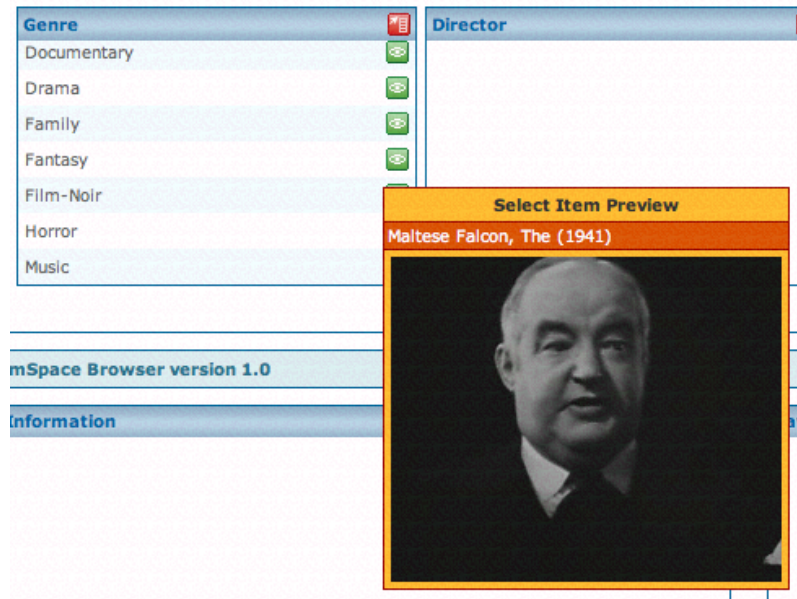 Genre
Director
Documentary
Drama
Family
Fantasy
Film-Noir
Horror
Music
Select Item Preview
Maltese Falcon, The (1941)
mSpace Browser version 1.0
Information